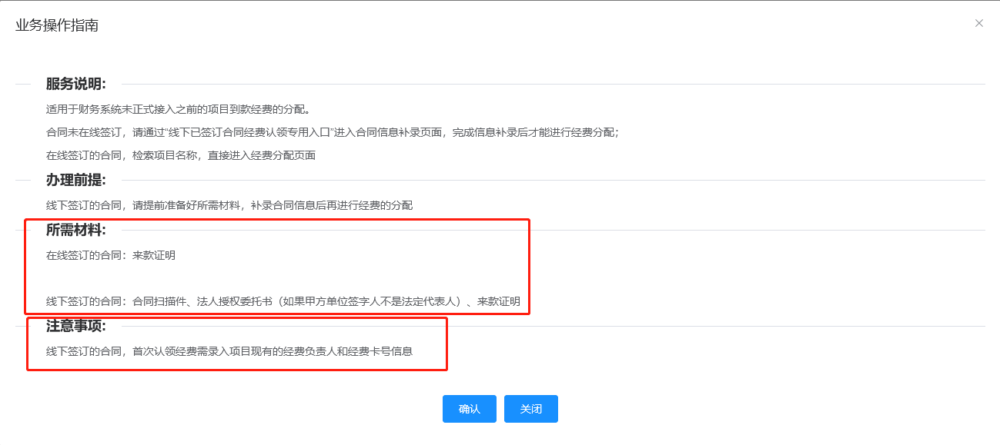 业务操作指南
服务说明:
适用于财务系统未正式接入之前的项目到款经费的分配。
合同未在线签订，请通过"线下已签订合同经费认领专用入口"进入合同信息补录页面，完成信息补录后才能进行经费分配；
在线签订的合同，检索项目名称，直接进入经费分配页面
办理前提:
线下签订的合同，请提前准备好所需材料，补录合同信息后再进行经费的分配
所需材料:
在线签订的合同：来款证明
线下签订的合同：合同扫描件、法人授权委托书（如果甲方单位签字人不是法定代表人）、来款证明
注意事项:
线下签订的合同，首次认领经费需录入项目现有的经费负责人和经费卡号信息
确认
关闭